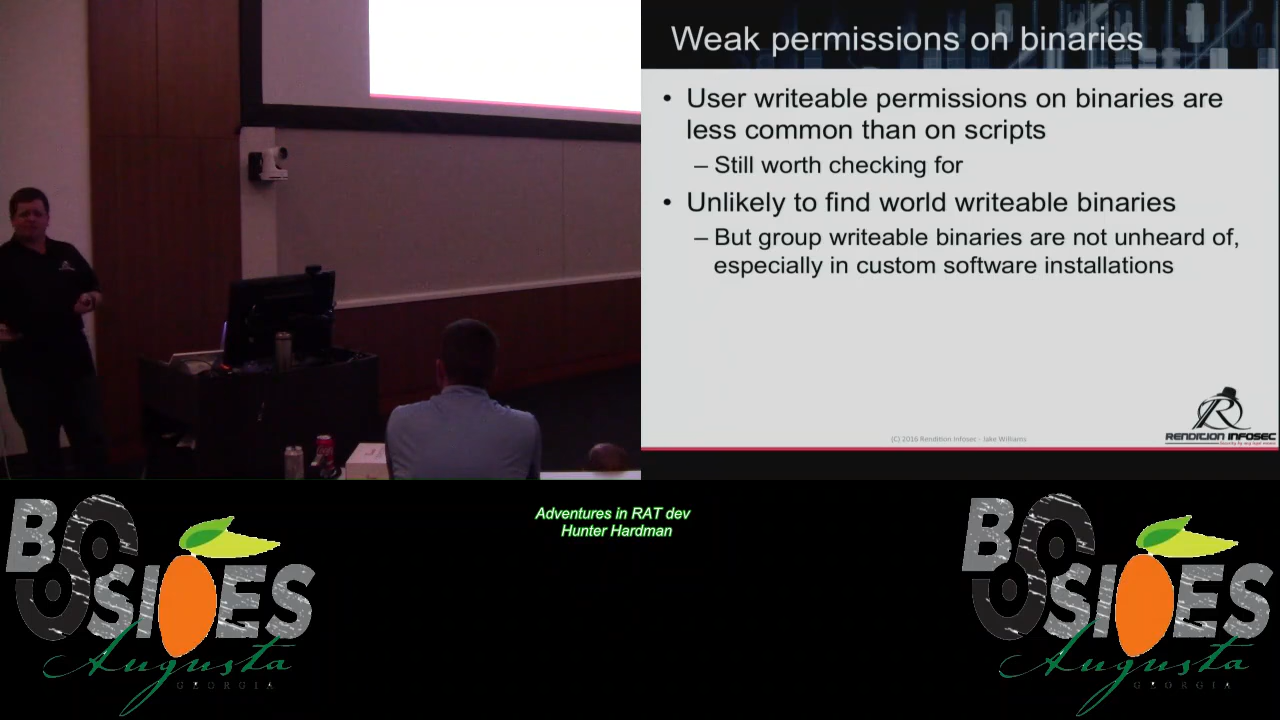 Weak permissions on binaries
• User writeable permissions on binaries are
less common than on scripts
– Still worth checking for
• Unlikely to find world writeable binaries
– But group writeable binaries are not unheard of,
especially in custom software installations
(C) 2016 Rendition Infosec - Jake Williams
R
RENDITION INFOSEC
Adventures in RAT dev
Hunter Hardman
BSIDES
Augusta
GEORGIA
BSIDES
Augusta
GEORGIA